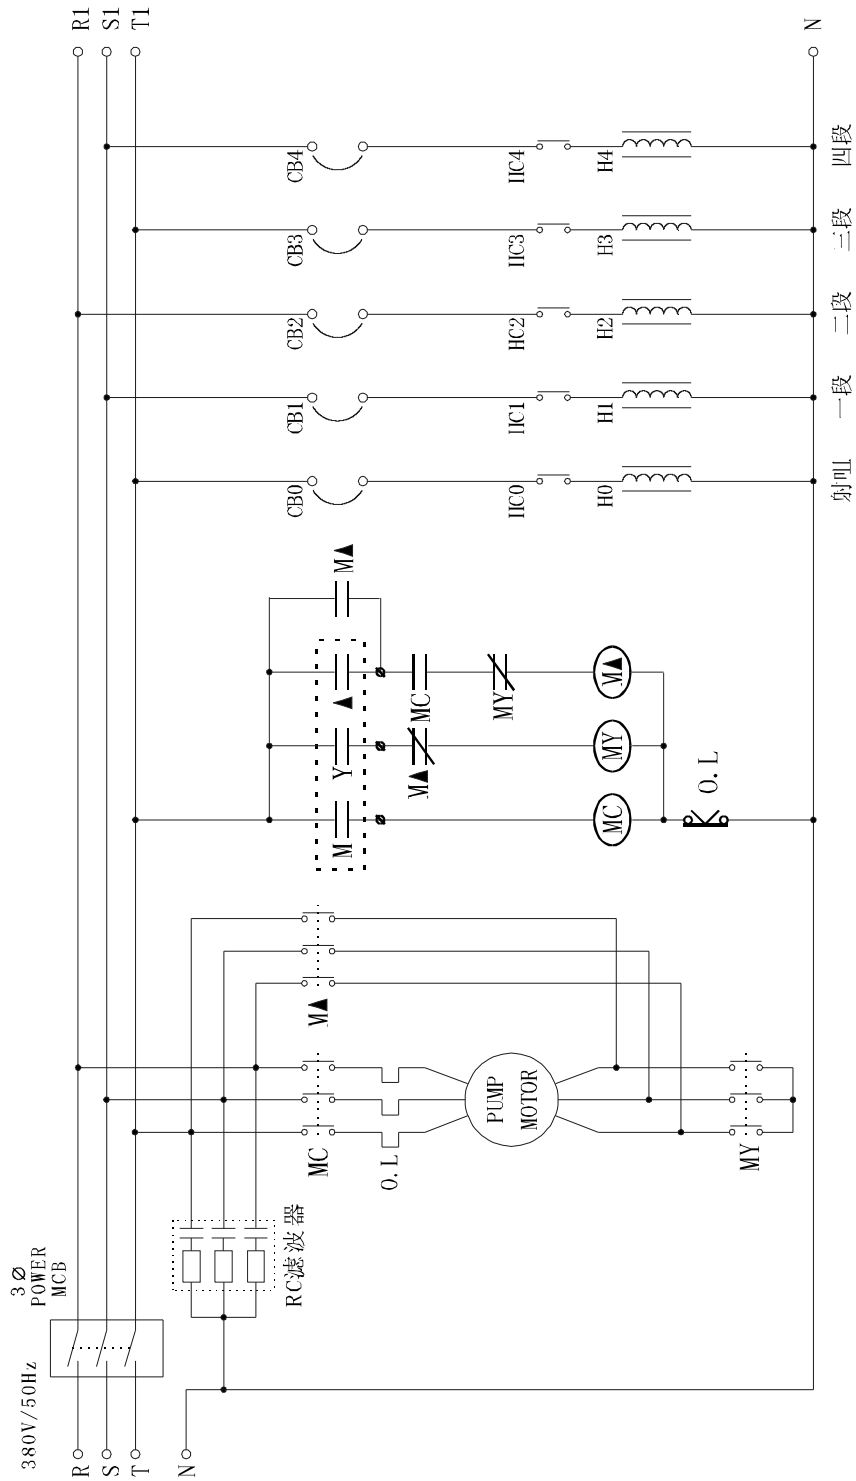 380V/50Hz
3Ø
POWER
MCB
R
S
T
N
RC滤波器
MC
O.L
PUMP
MOTOR
MY
M▲
M
Y
▲
M▲
M▲
MC
MY
MC
MY
M▲
O.L
CB0
HC0
H0
射咀
CB1
HC1
H1
一段
CB2
HC2
H2
二段
CB3
HC3
H3
三段
CB4
HC4
H4
四段
R1
S1
T1
N